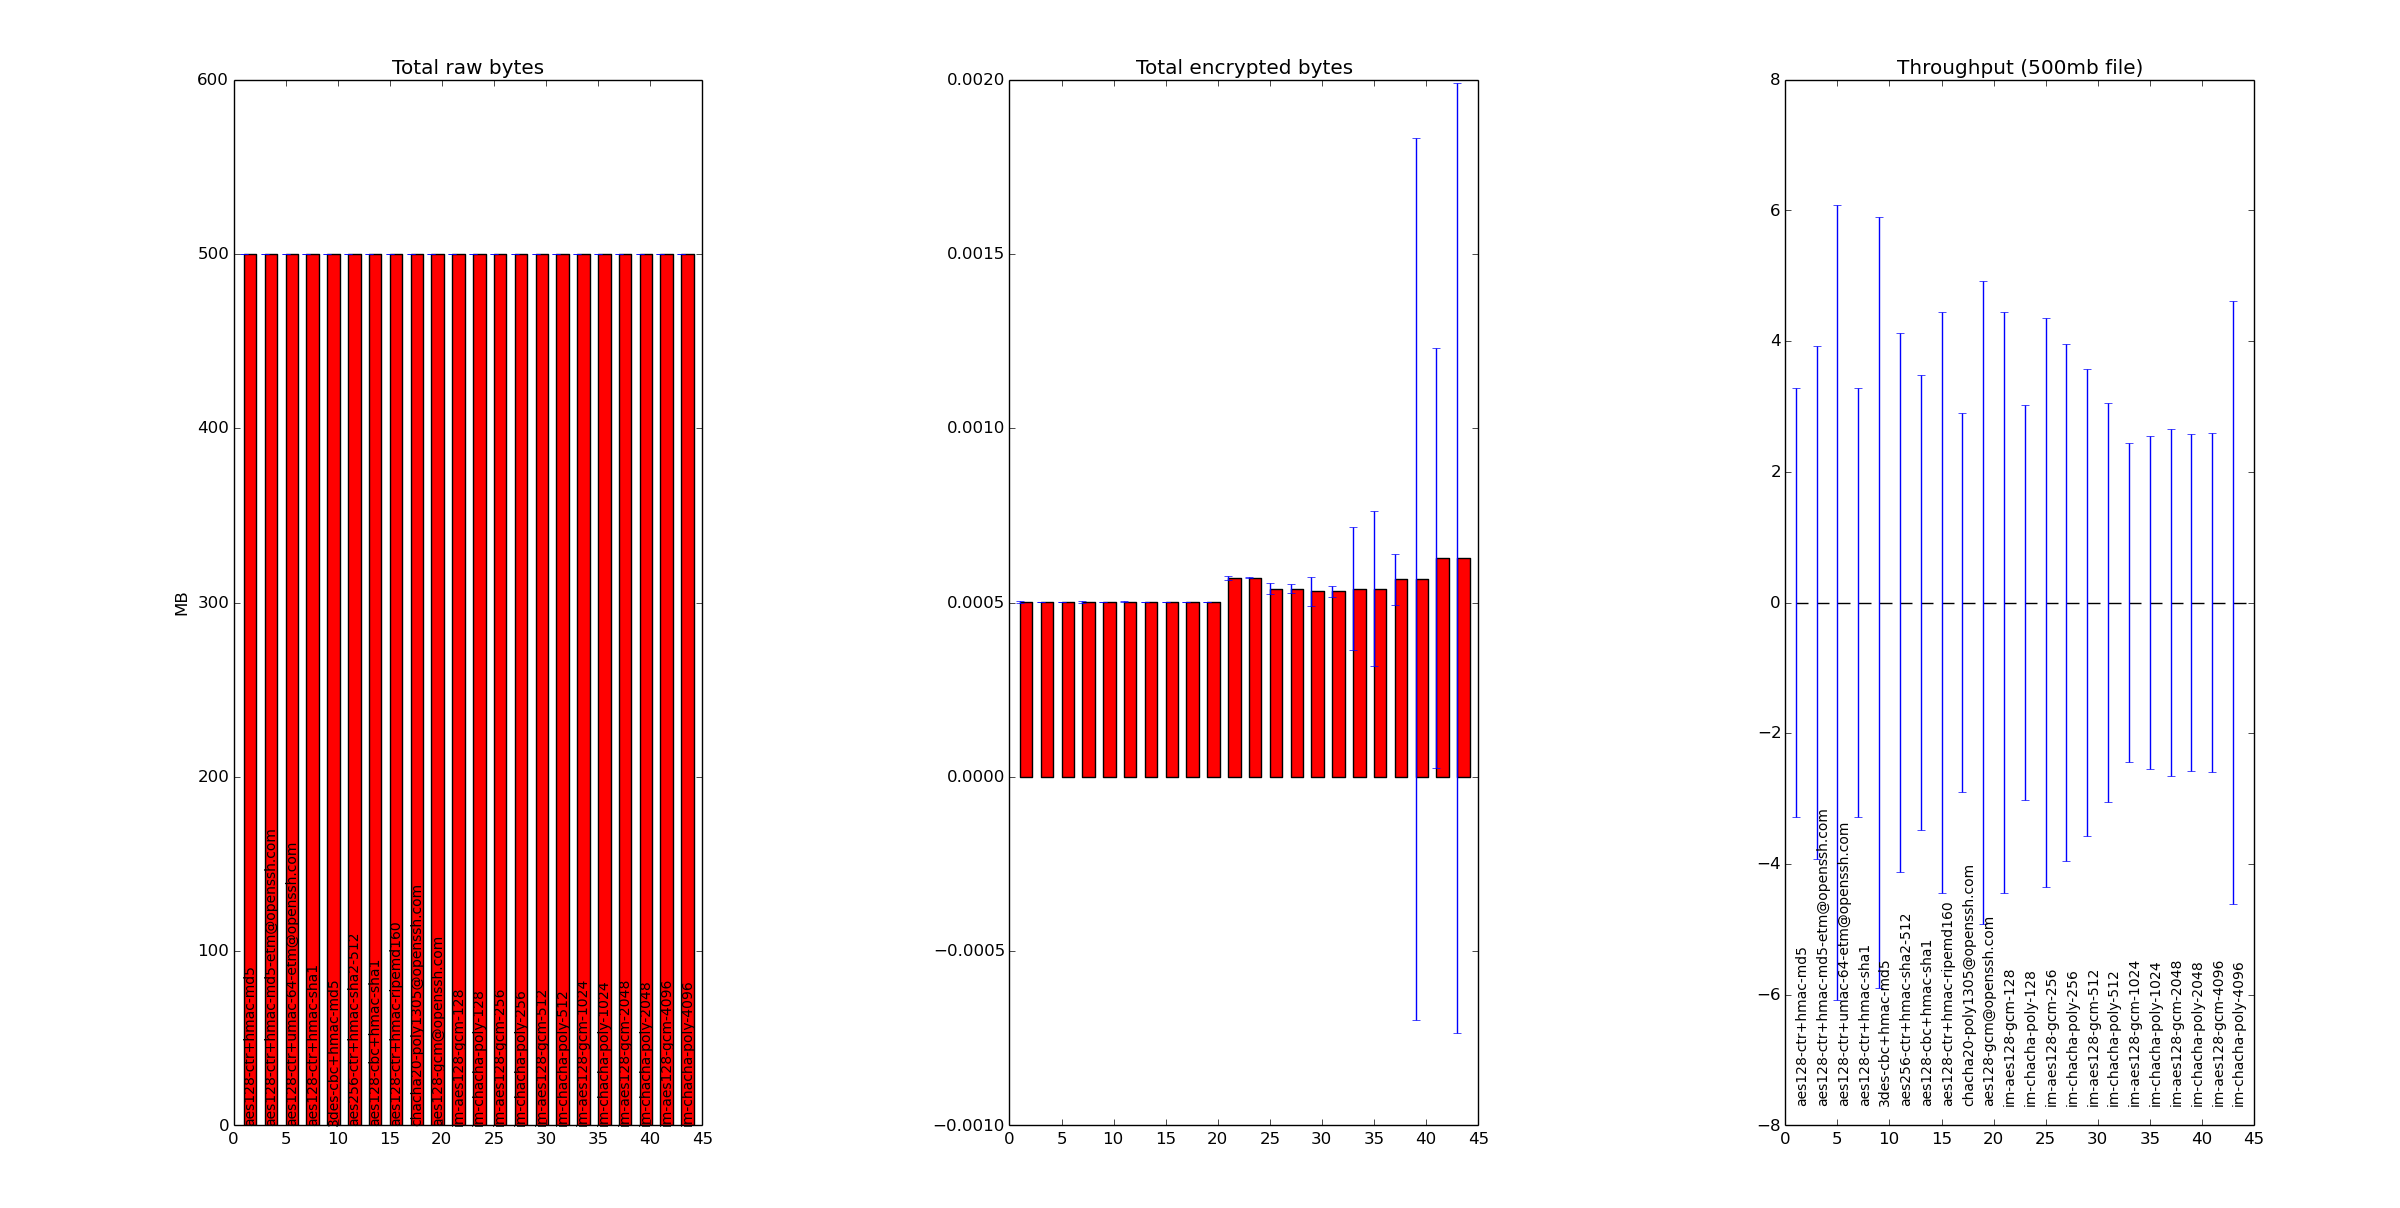 Total raw bytes
600
500
400
300
200
100
0
MB
0 5 10 15 20 25 30 35 40 45
aes128-ctr+hmac-md5
aes128-ctr+hmac-md5-etm@openssh.com
aes128-ctr+umac-64-etm@openssh.com
aes128-ctr+hmac-sha1
3des-cbc+hmac-md5
aes256-ctr+hmac-sha2-512
aes128-cbc+hmac-sha1
aes128-ctr+hmac-ripemd160
chacha20-poly1305@openssh.com
aes128-gcm@openssh.com
im-aes128-gcm-128
im-chacha-poly-128
im-aes128-gcm-256
im-chacha-poly-256
im-aes128-gcm-512
im-chacha-poly-512
im-aes128-gcm-1024
im-chacha-poly-1024
im-aes128-gcm-2048
im-chacha-poly-2048
im-aes128-gcm-4096
im-chacha-poly-4096
Total encrypted bytes
0.0020
0.0015
0.0010
0.0005
0.0000
−0.0005
−0.0010
0 5 10 15 20 25 30 35 40 45
Throughput (500mb file)
8
6
4
2
0
−2
−4
−6
−8
0 5 10 15 20 25 30 35 40 45
aes128-ctr+hmac-md5
aes128-ctr+hmac-md5-etm@openssh.com
aes128-ctr+umac-64-etm@openssh.com
aes128-ctr+hmac-sha1
3des-cbc+hmac-md5
aes256-ctr+hmac-sha2-512
aes128-cbc+hmac-sha1
aes128-ctr+hmac-ripemd160
chacha20-poly1305@openssh.com
aes128-gcm@openssh.com
im-aes128-gcm-128
im-chacha-poly-128
im-aes128-gcm-256
im-chacha-poly-256
im-aes128-gcm-512
im-chacha-poly-512
im-aes128-gcm-1024
im-chacha-poly-1024
im-aes128-gcm-2048
im-chacha-poly-2048
im-aes128-gcm-4096
im-chacha-poly-4096